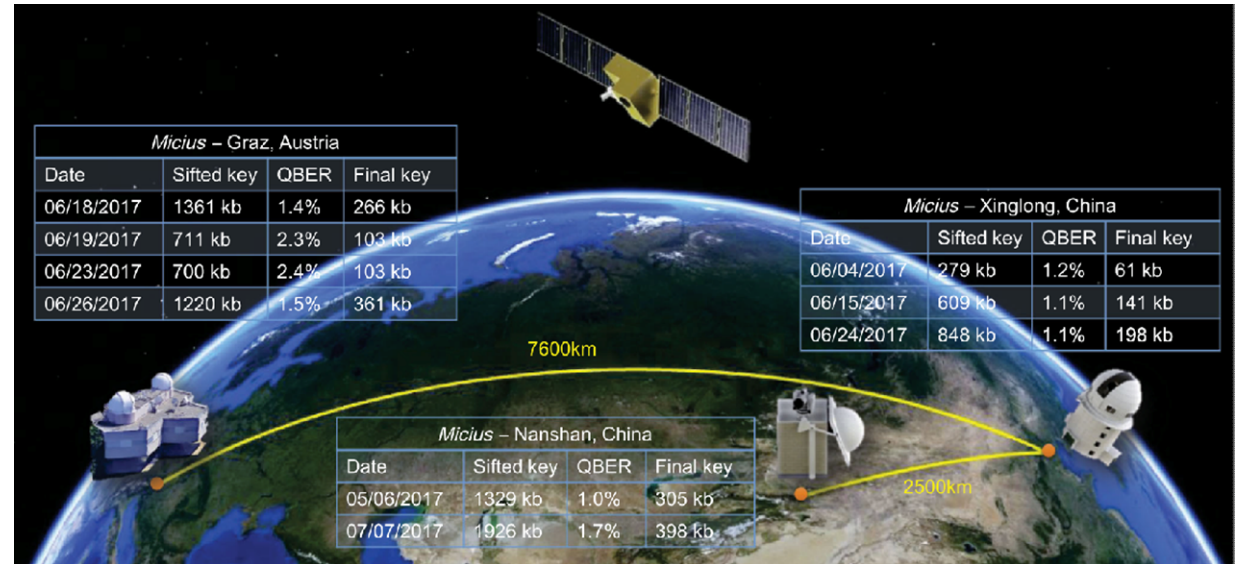 Micius – Graz, Austria
Date Sifted key QBER Final key
06/18/2017 1361 kb 1.4% 266 kb
06/19/2017 711 kb 2.3% 103 kb
06/23/2017 700 kb 2.4% 103 kb
06/26/2017 1220 kb 1.5% 361 kb
Micius – Xinglong, China
Date Sifted key QBER Final key
06/04/2017 279 kb 1.2% 61 kb
06/15/2017 609 kb 1.1% 141 kb
06/24/2017 848 kb 1.1% 198 kb
7600km
Micius – Nanshan, China
Date Sifted key QBER Final key
05/06/2017 1329 kb 1.0% 305 kb
07/07/2017 1926 kb 1.7% 398 kb
2500km